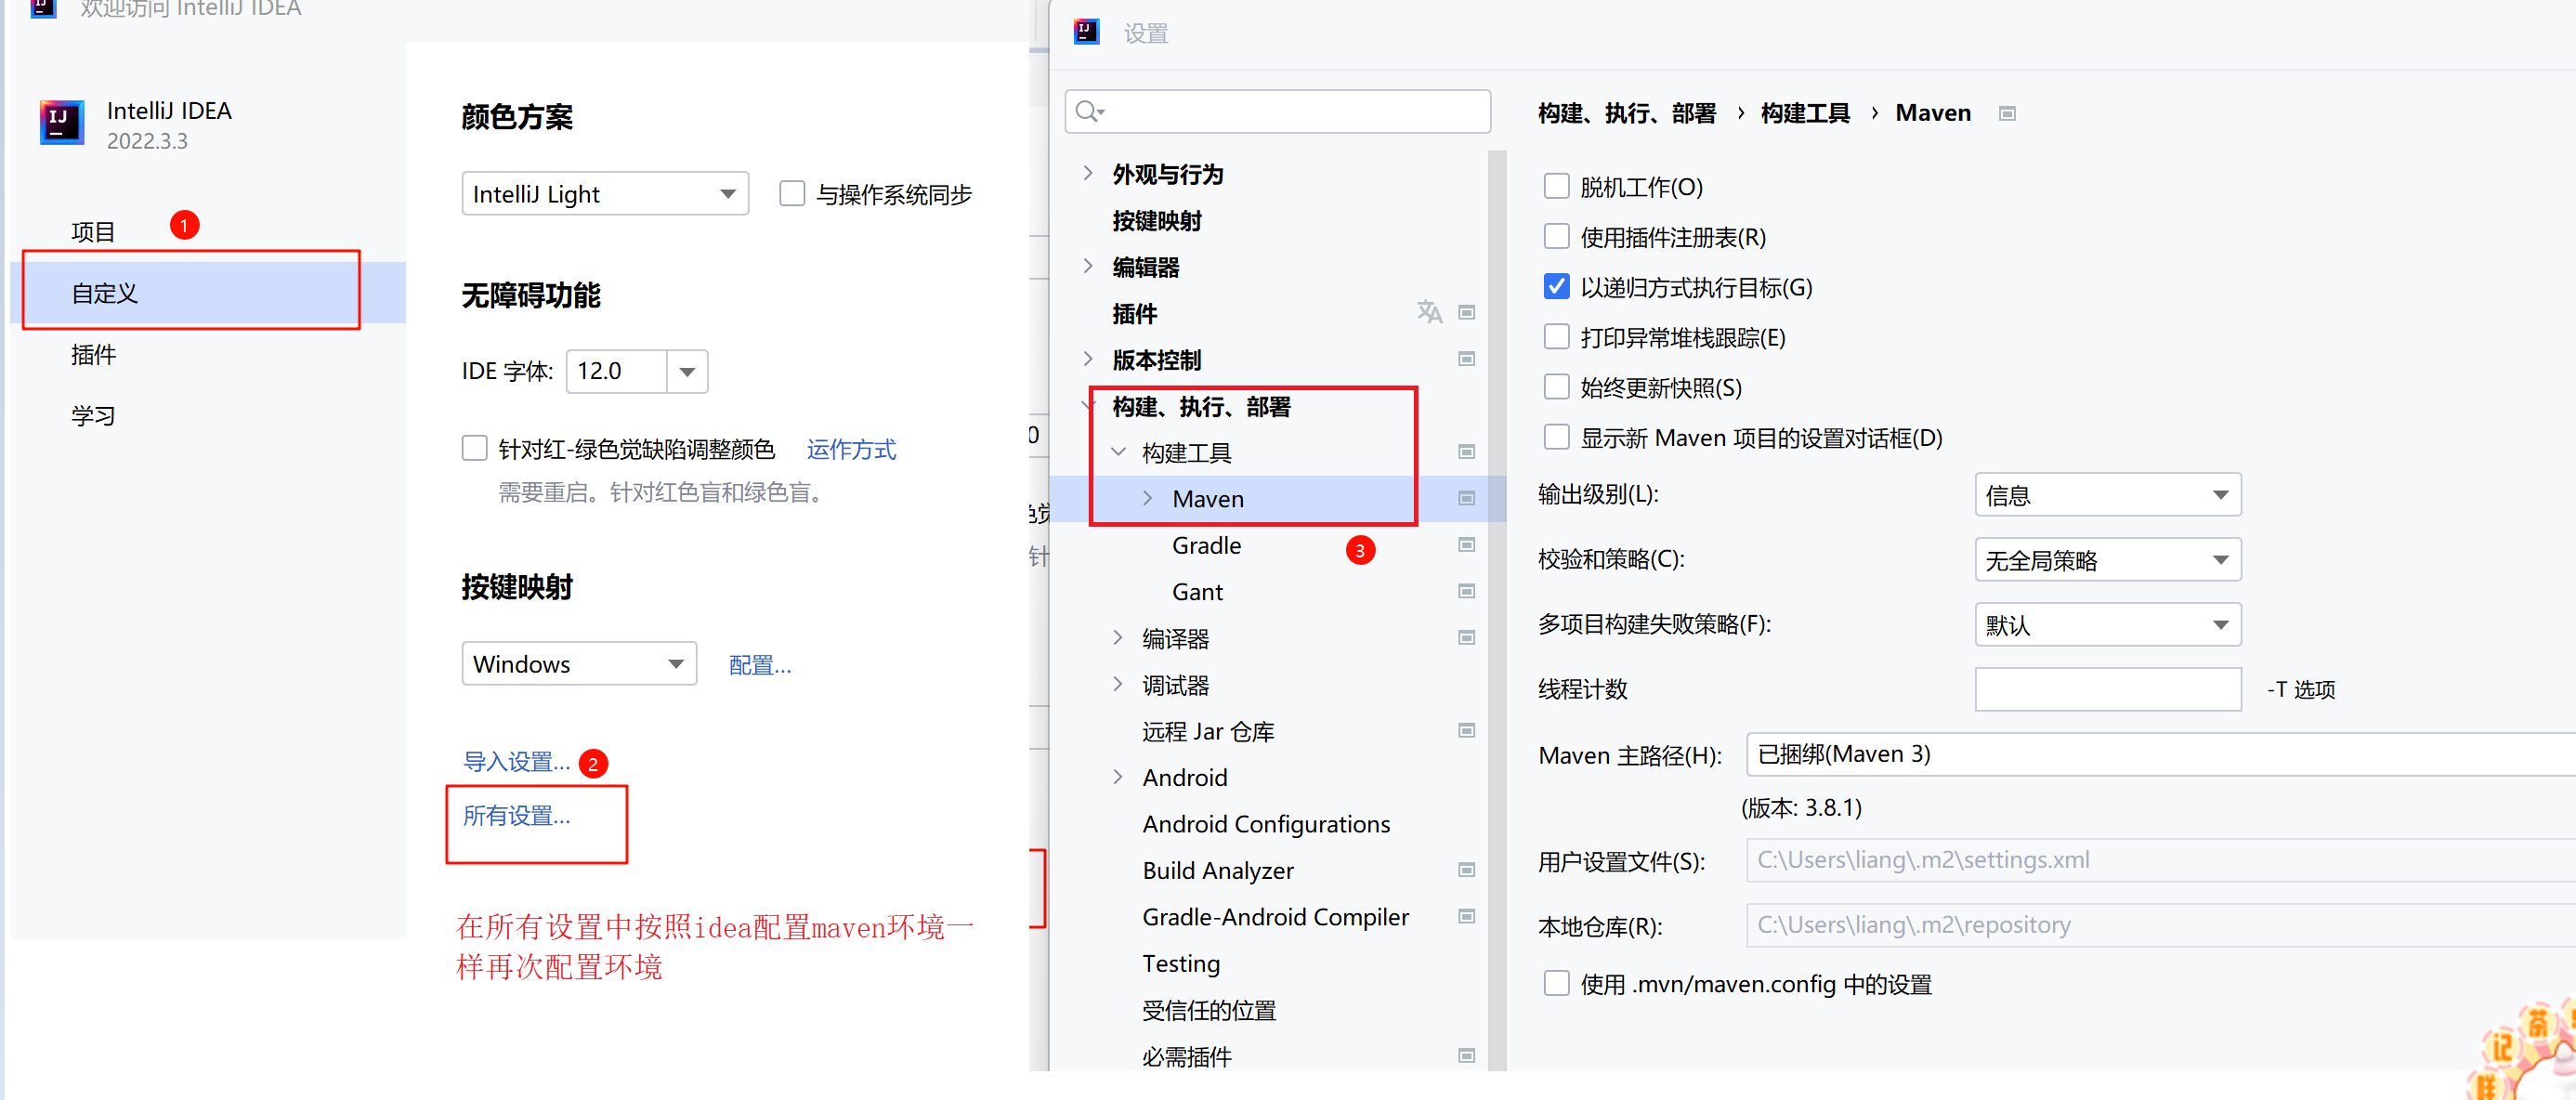 欢迎访问 IntelliJ IDEA
IntelliJ IDEA
2022.3.3
项目
1
自定义
插件
学习
颜色方案
IntelliJ Light
与操作系统同步
无障碍功能
IDE 字体:
12.0
针对红-绿色觉缺陷调整颜色
运作方式
需要重启。针对红色盲和绿色盲。
按键映射
Windows
配置...
导入设置...
2
所有设置...
在所有设置中按照idea配置maven环境一
样再次配置环境
0
色觉
针
设置
外观与行为
按键映射
编辑器
插件
版本控制
构建、执行、部署
构建工具
Maven
Gradle
3
Gant
编译器
调试器
远程 Jar 仓库
Android
Android Configurations
Build Analyzer
Gradle-Android Compiler
Testing
受信任的位置
必需插件
构建、执行、部署 › 构建工具 › Maven
脱机工作(O)
使用插件注册表(R)
以递归方式执行目标(G)
打印异常堆栈跟踪(E)
始终更新快照(S)
显示新 Maven 项目的设置对话框(D)
输出级别(L):
信息
校验和策略(C):
无全局策略
多项目构建失败策略(F):
默认
线程计数
-T 选项
Maven 主路径(H):
已捆绑(Maven 3)
(版本: 3.8.1)
用户设置文件(S):
C:\Users\liang\.m2\settings.xml
本地仓库(R):
C:\Users\liang\.m2\repository
使用 .mvn/maven.config 中的设置
茶
记